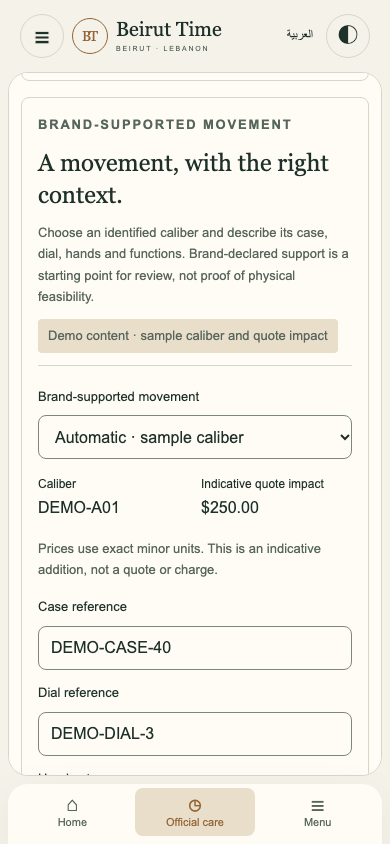 BT
Beirut Time
BEIRUT · LEBANON
العربية
BRAND-SUPPORTED MOVEMENT
A movement, with the right
context.
Choose an identified caliber and describe its case,
dial, hands and functions. Brand-declared support is a
starting point for review, not proof of physical
feasibility.
Demo content · sample caliber and quote impact
Brand-supported movement
Automatic · sample caliber
Caliber
Indicative quote impact
DEMO-A01
$250.00
Prices use exact minor units. This is an indicative
addition, not a quote or charge.
Case reference
DEMO-CASE-40
Dial reference
DEMO-DIAL-3
Home
Official care
Menu